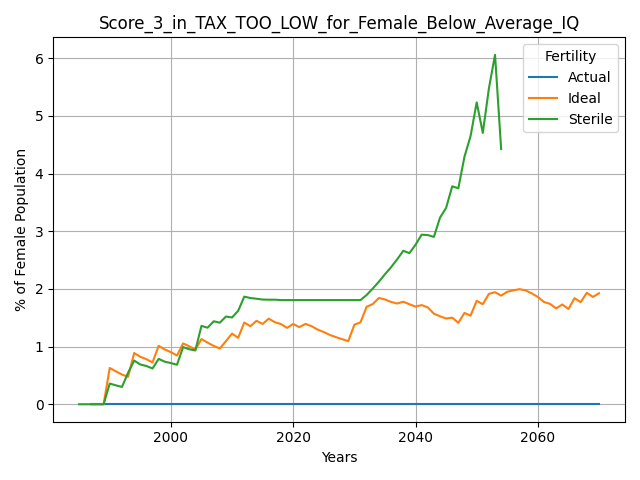 Score_3_in_TAX_TOO_LOW_for_Female_Below_Average_IQ
Fertility
Actual
Ideal
Sterile
% of Female Population
6
5
4
3
2
1
0
2000
2020
2040
2060
Years